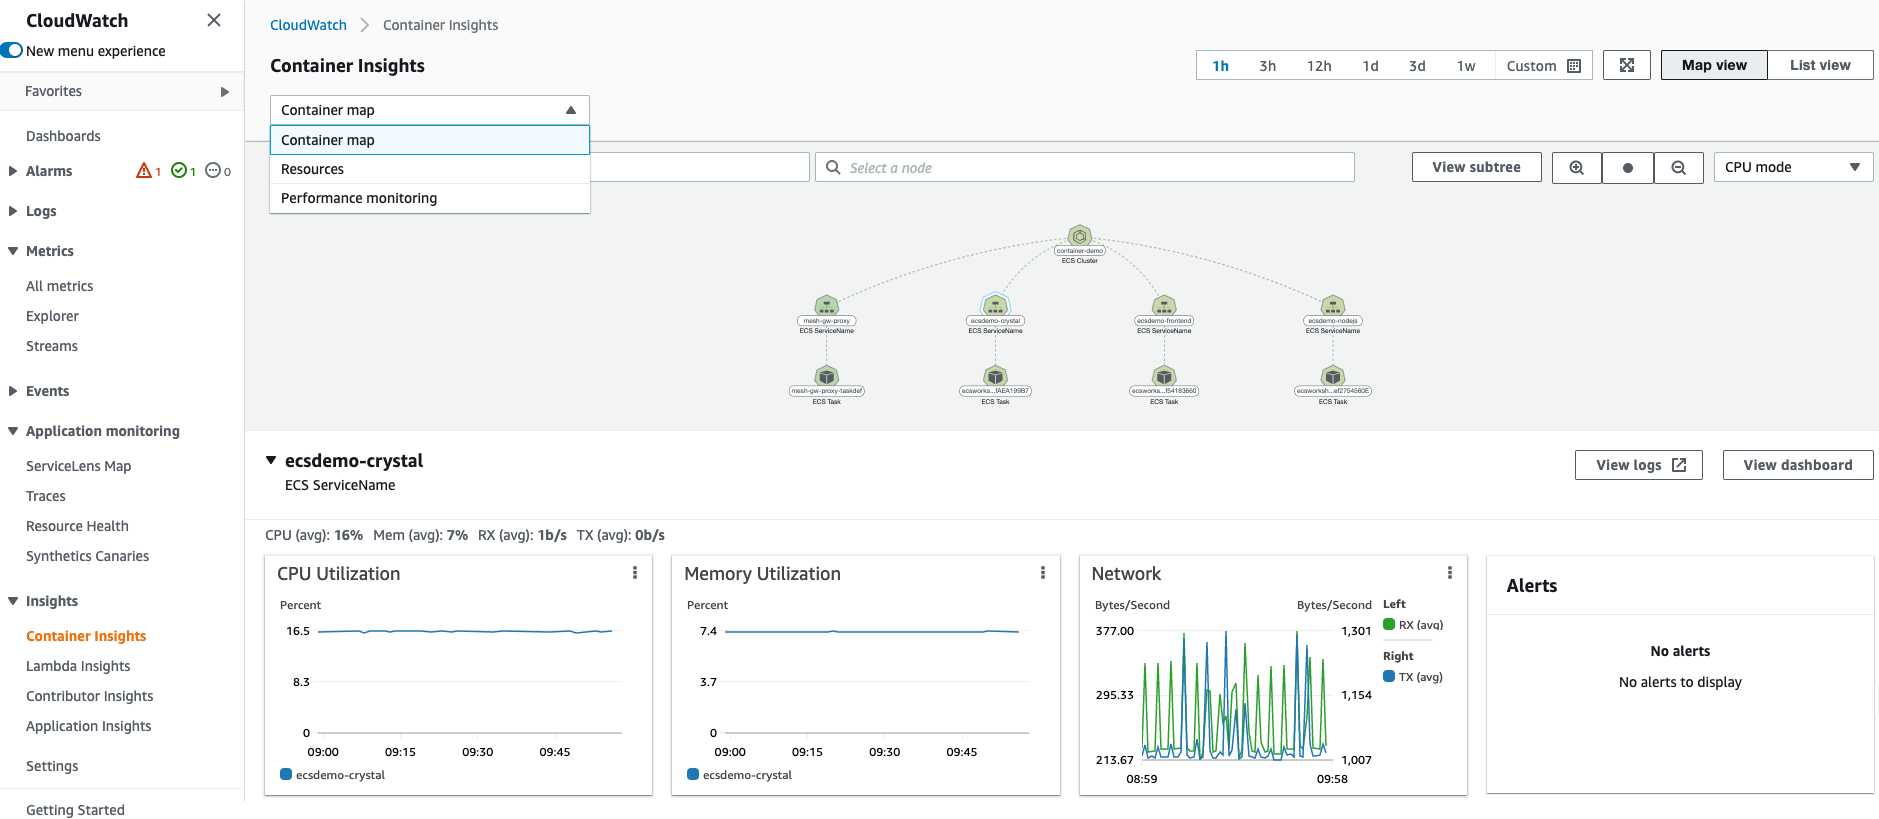 CloudWatch
New menu experience
Favorites
Dashboards
Alarms 1 1 0
Logs
Metrics
All metrics
Explorer
Streams
Events
Application monitoring
ServiceLens Map
Traces
Resource Health
Synthetics Canaries
Insights
Container Insights
Lambda Insights
Contributor Insights
Application Insights
Settings
Getting Started
CloudWatch Container Insights
Container Insights
1h 3h 12h 1d 3d 1w Custom
Map view List view
Container map
Container map
Resources
Performance monitoring
Select a node
View subtree
CPU mode
container-demo
ECS Cluster
mesh-gw-proxy ecsdemo-crystal ecsdemo-frontend ecsdemo-nodejs
ECS ServiceName ECS ServiceName ECS ServiceName ECS ServiceName
mesh-gw-proxy-taskdef ecsworks...fAEA199B7 ecsworks...f54183660 ecsworksh...ef2754560E
ECS Task ECS Task ECS Task ECS Task
ecsdemo-crystal
ECS ServiceName
View logs View dashboard
CPU (avg): 16% Mem (avg): 7% RX (avg): 1b/s TX (avg): 0b/s
CPU Utilization
Percent
16.5
8.3
0
09:00 09:15 09:30 09:45
ecsdemo-crystal
Memory Utilization
Percent
7.4
3.7
0
09:00 09:15 09:30 09:45
ecsdemo-crystal
Network
Bytes/Second Bytes/Second
377.00 1,301
295.33 1,154
213.67 1,007
08:59 09:58
Left
RX (avg)
Right
TX (avg)
Alerts
No alerts
No alerts to display